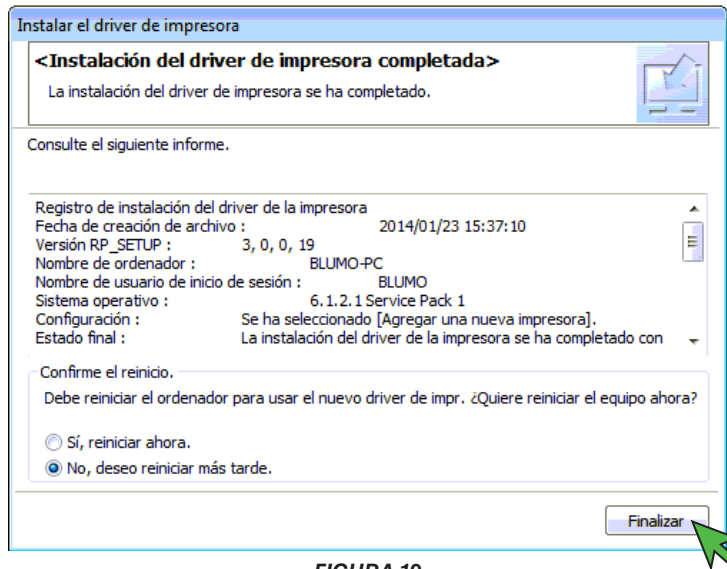 Instalar el driver de impresora
<Instalación del driver de impresora completada>
La instalación del driver de impresora se ha completado.
Consulte el siguiente informe.
Registro de instalación del driver de la impresora
Fecha de creación de archivo : 2014/01/23 15:37:10
Versión RP_SETUP : 3, 0, 0, 19
Nombre de ordenador : BLUMO-PC
Nombre de usuario de inicio de sesión : BLUMO
Sistema operativo : 6.1.2.1 Service Pack 1
Configuración : Se ha seleccionado [Agregar una nueva impresora].
Estado final : La instalación del driver de la impresora se ha completado con
Confirme el reinicio.
Debe reiniciar el ordenador para usar el nuevo driver de impr. ¿Quiere reiniciar el equipo ahora?
Sí, reiniciar ahora.
No, deseo reiniciar más tarde.
Finalizar
FIGURA